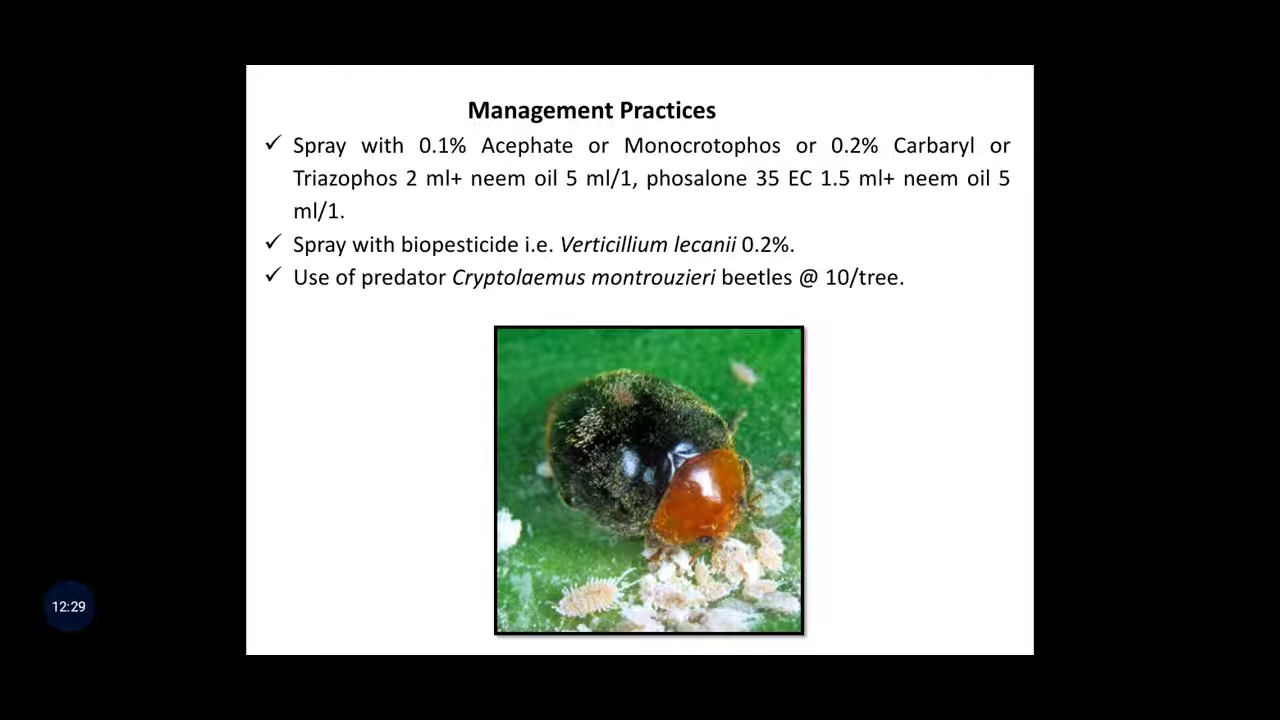 Management Practices
✓ Spray with 0.1% Acephate or Monocrotophos or 0.2% Carbaryl or
Triazophos 2 ml+ neem oil 5 ml/1, phosalone 35 EC 1.5 ml+ neem oil 5
ml/1.
✓ Spray with biopesticide i.e. Verticillium lecanii 0.2%.
✓ Use of predator Cryptolaemus montrouzieri beetles @ 10/tree.
12:29